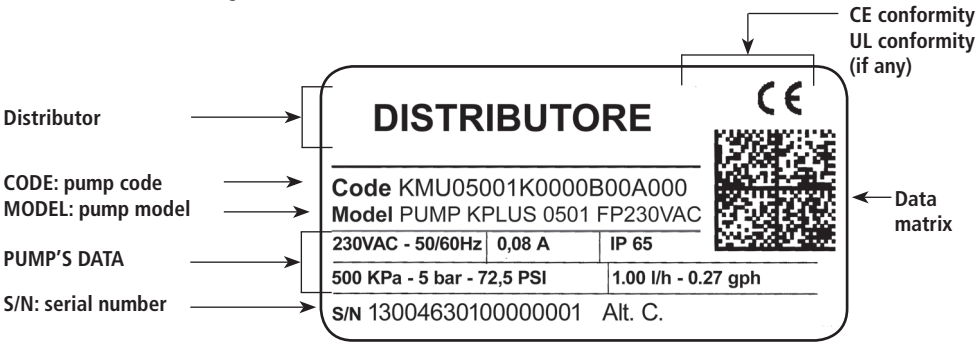 CE conformity
UL conformity
(if any)
Distributor
DISTRIBUTORE
CE
CODE: pump code
MODEL: pump model
Code KMU05001K0000B00A000
Model PUMP KPLUS 0501 FP230VAC
Data
matrix
PUMP'S DATA
230VAC - 50/60Hz 0,08 A IP 65
500 KPa - 5 bar - 72,5 PSI 1.00 l/h - 0.27 gph
S/N: serial number
S/N 13004630100000001 Alt. C.